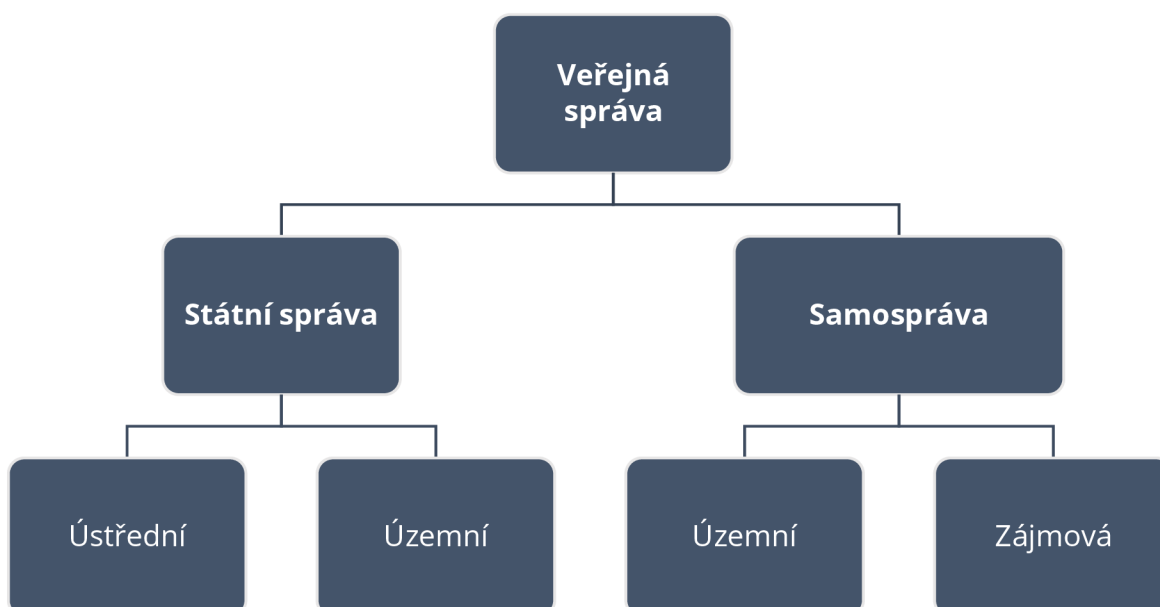 Veřejná
správa
Státní správa
Samospráva
Ústřední
Územní
Územní
Zájmová